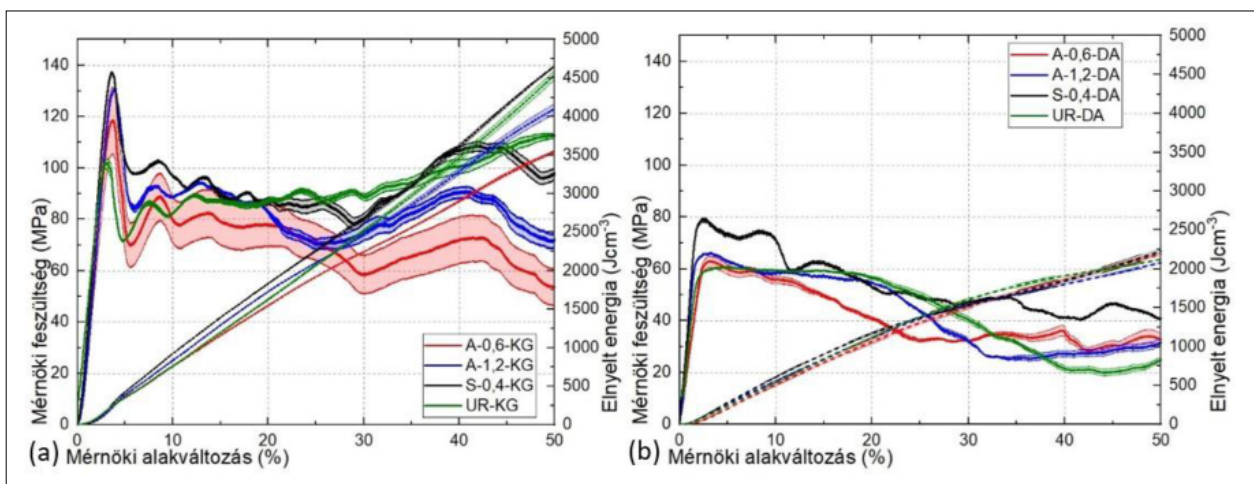 Mérnöki feszültség (MPa)
140
120
100
80
60
40
20
0
0 10 20 30 40 50
5000
4500
4000
3500
3000
2500
2000
1500
1000
500
0
Elnyelt energia (Jcm-3)
A-0,6-KG
A-1,2-KG
S-0,4-KG
UR-KG
(a) Mérnöki alakváltozás (%)
Mérnöki feszültség (MPa)
140
120
100
80
60
40
20
0
0 10 20 30 40 50
5000
4500
4000
3500
3000
2500
2000
1500
1000
500
0
Elnyelt energia (Jcm-3)
A-0,6-DA
A-1,2-DA
S-0,4-DA
UR-DA
(b) Mérnöki alakváltozás (%)